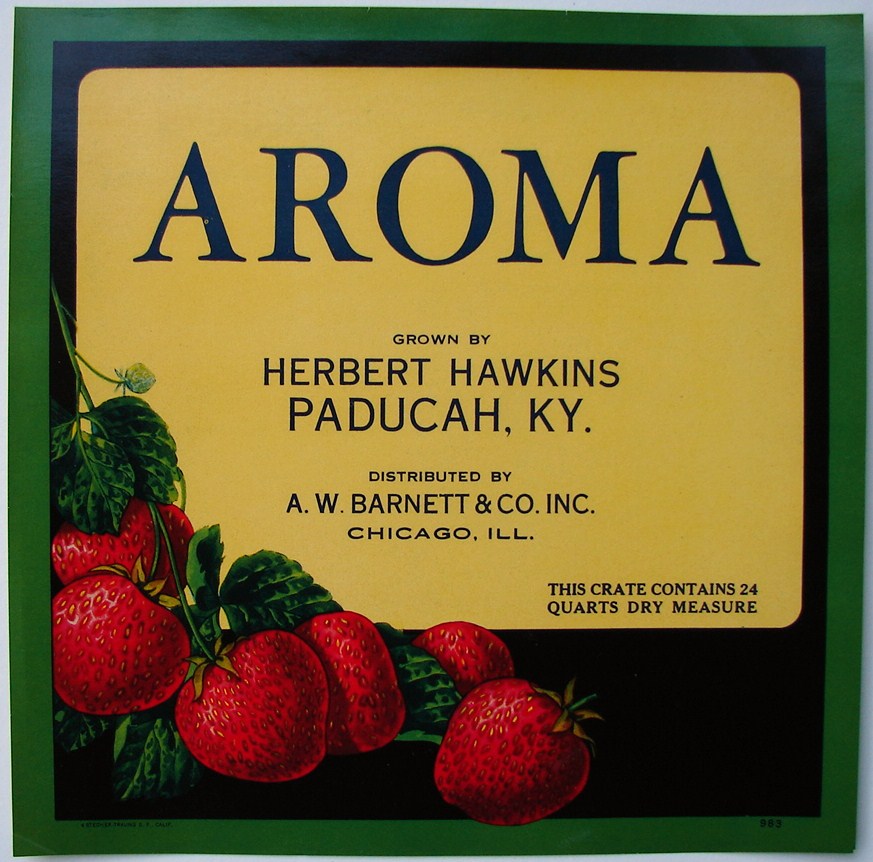 AROMA
GROWN BY
HERBERT HAWKINS
PADUCAH, KY.
DISTRIBUTED BY
A. W. BARNETT & CO. INC.
CHICAGO, ILL.
THIS CRATE CONTAINS 24
QUARTS DRY MEASURE
983